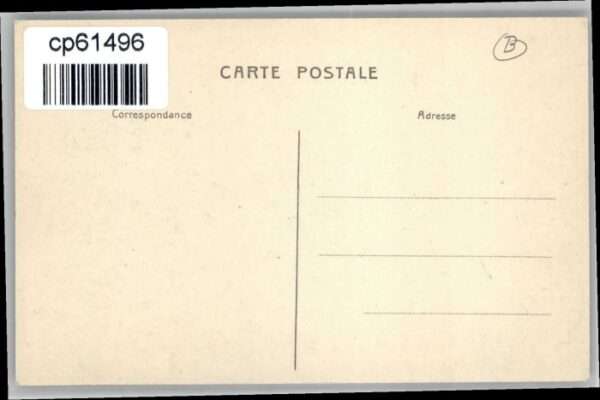 cp61496
B
CARTE POSTALE
Correspondance
Adresse